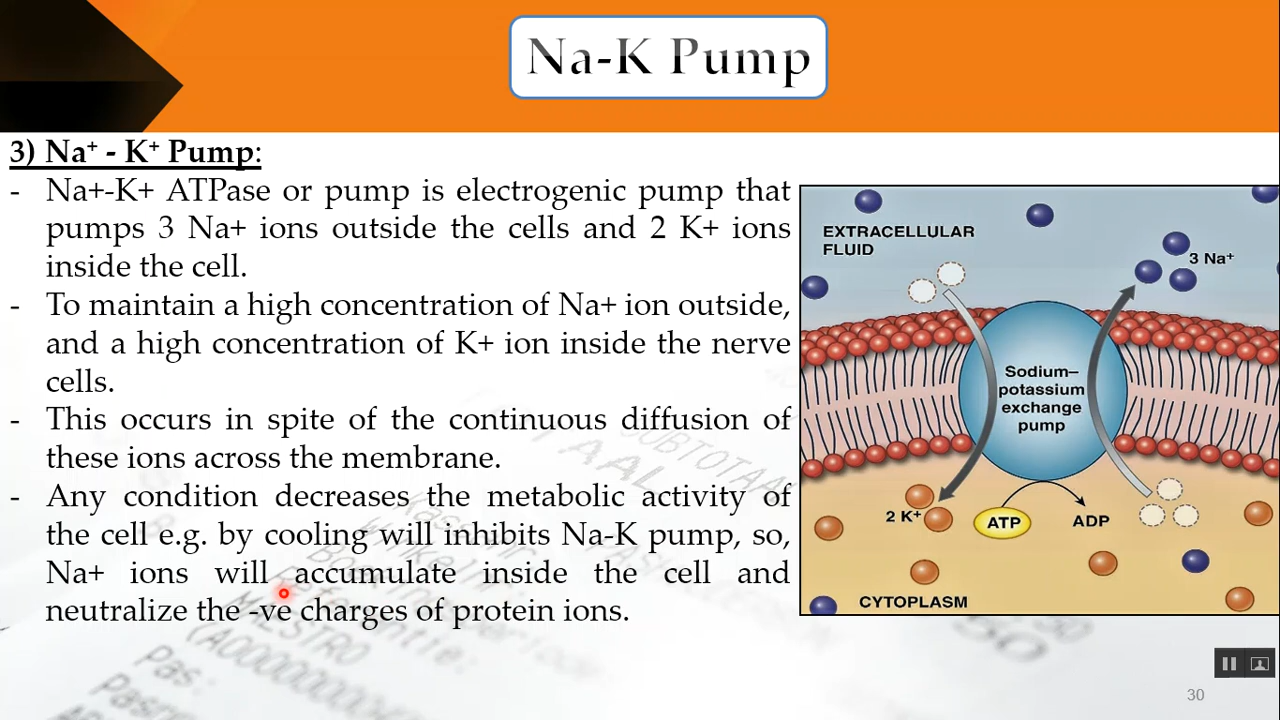 Na-K Pump
3) Na⁺ - K⁺ Pump:
- Na+-K+ ATPase or pump is electrogenic pump that
pumps 3 Na+ ions outside the cells and 2 K+ ions
inside the cell.
- To maintain a high concentration of Na+ ion outside,
and a high concentration of K+ ion inside the nerve
cells.
- This occurs in spite of the continuous diffusion of
these ions across the membrane.
- Any condition decreases the metabolic activity of
the cell e.g. by cooling will inhibits Na-K pump, so,
Na+ ions will accumulate inside the cell and
neutralize the -ve charges of protein ions.
EXTRACELLULAR
FLUID
3 Na⁺
Sodium–
potassium
exchange
pump
2 K⁺
ATP
ADP
CYTOPLASM
SUBTOTAA
TAAL
MAESTRO
(A0000000
Pas:
30